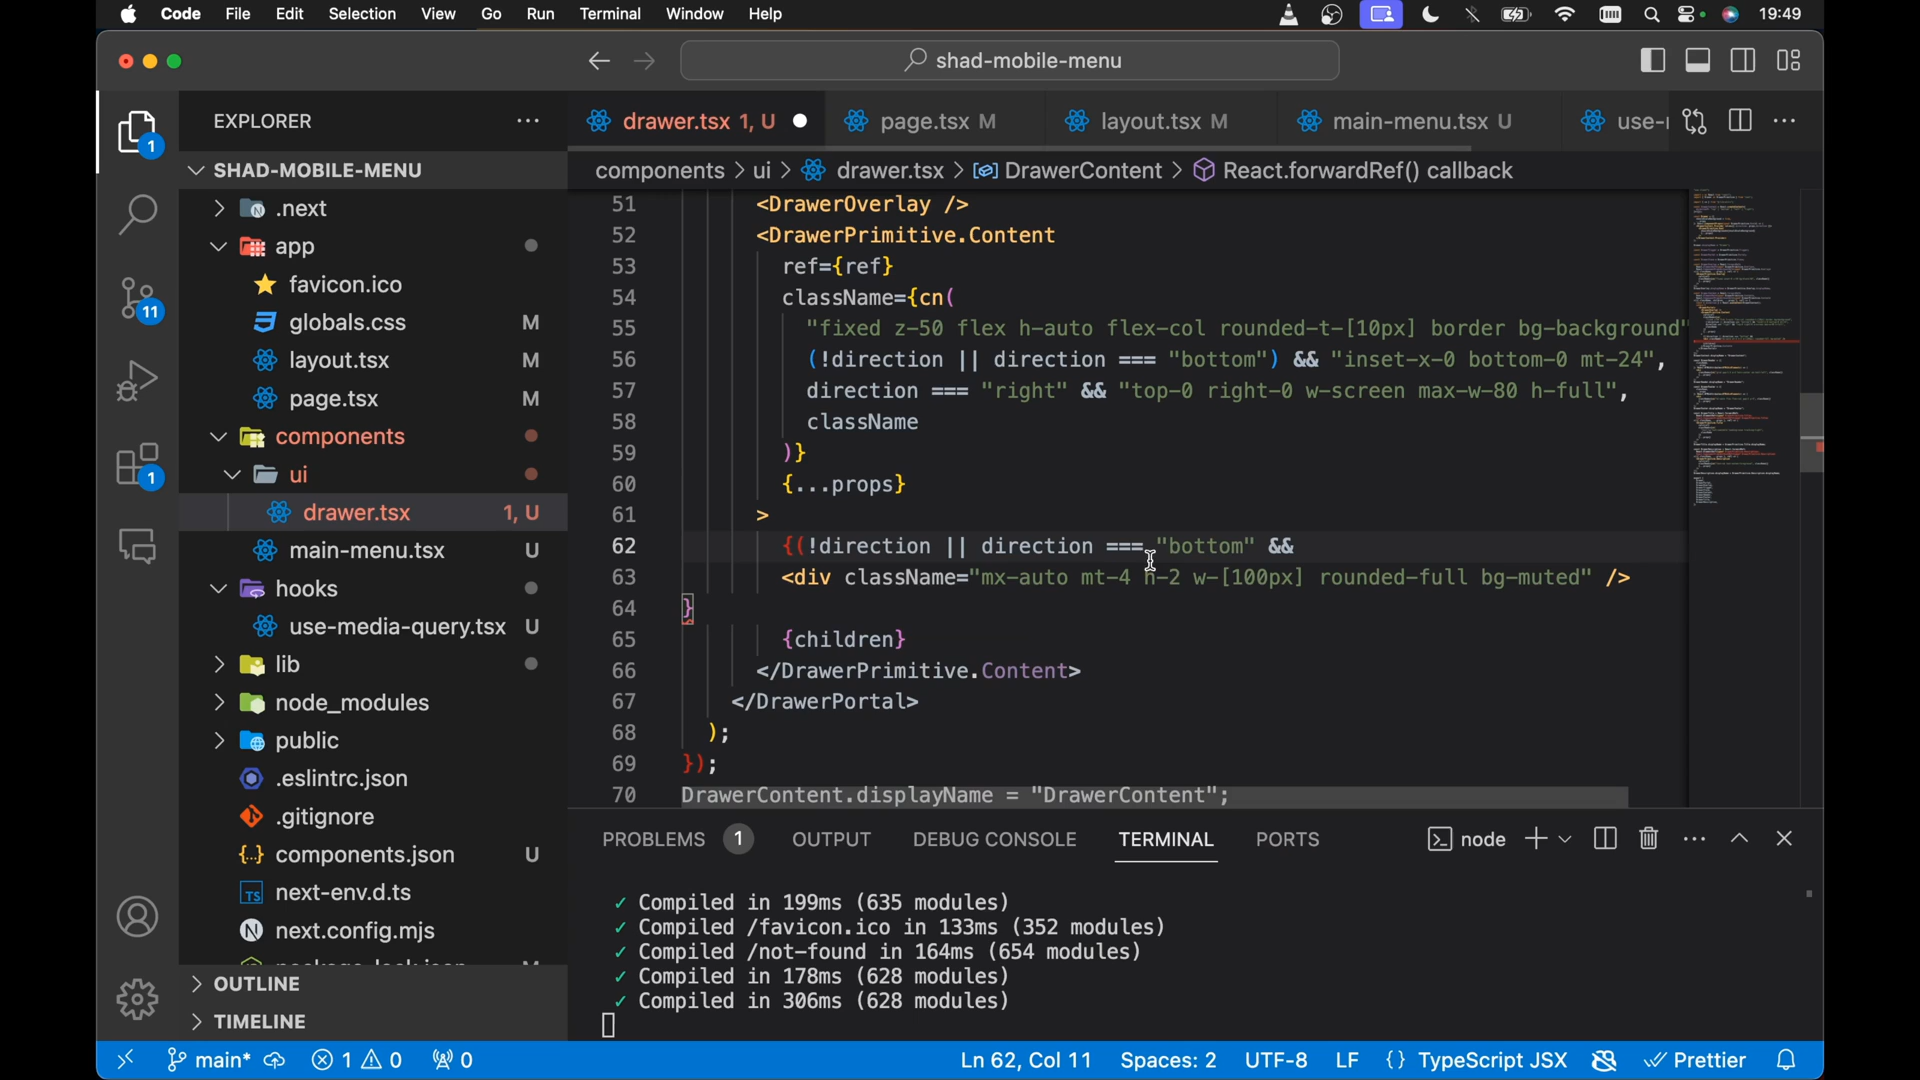 Code File Edit Selection View Go Run Terminal Window Help 19:49
shad-mobile-menu
EXPLORER
drawer.tsx 1, U
page.tsx M
layout.tsx M
main-menu.tsx U
use-
SHAD-MOBILE-MENU
components > ui > drawer.tsx > DrawerContent > React.forwardRef() callback
.next
app
favicon.ico
globals.css M
layout.tsx M
page.tsx M
components
ui
drawer.tsx 1, U
main-menu.tsx U
hooks
use-media-query.tsx U
lib
node_modules
public
.eslintrc.json
.gitignore
components.json U
next-env.d.ts
next.config.mjs
OUTLINE
TIMELINE
1
11
1
51 <DrawerOverlay />
52 <DrawerPrimitive.Content
53 ref={ref}
54 className={cn(
55 "fixed z-50 flex h-auto flex-col rounded-t-[10px] border bg-background"
56 (!direction || direction === "bottom") && "inset-x-0 bottom-0 mt-24",
57 direction === "right" && "top-0 right-0 w-screen max-w-80 h-full",
58 className
59 )}
60 {...props}
61 >
62 {(!direction || direction === "bottom" &&
63 <div className="mx-auto mt-4 h-2 w-[100px] rounded-full bg-muted" />
64 }
65 {children}
66 </DrawerPrimitive.Content>
67 </DrawerPortal>
68 );
69 });
70 DrawerContent.displayName = "DrawerContent";
PROBLEMS 1 OUTPUT DEBUG CONSOLE TERMINAL PORTS node
✓ Compiled in 199ms (635 modules)
✓ Compiled /favicon.ico in 133ms (352 modules)
✓ Compiled /not-found in 164ms (654 modules)
✓ Compiled in 178ms (628 modules)
✓ Compiled in 306ms (628 modules)
main* 1 0 0 Ln 62, Col 11 Spaces: 2 UTF-8 LF {} TypeScript JSX Prettier